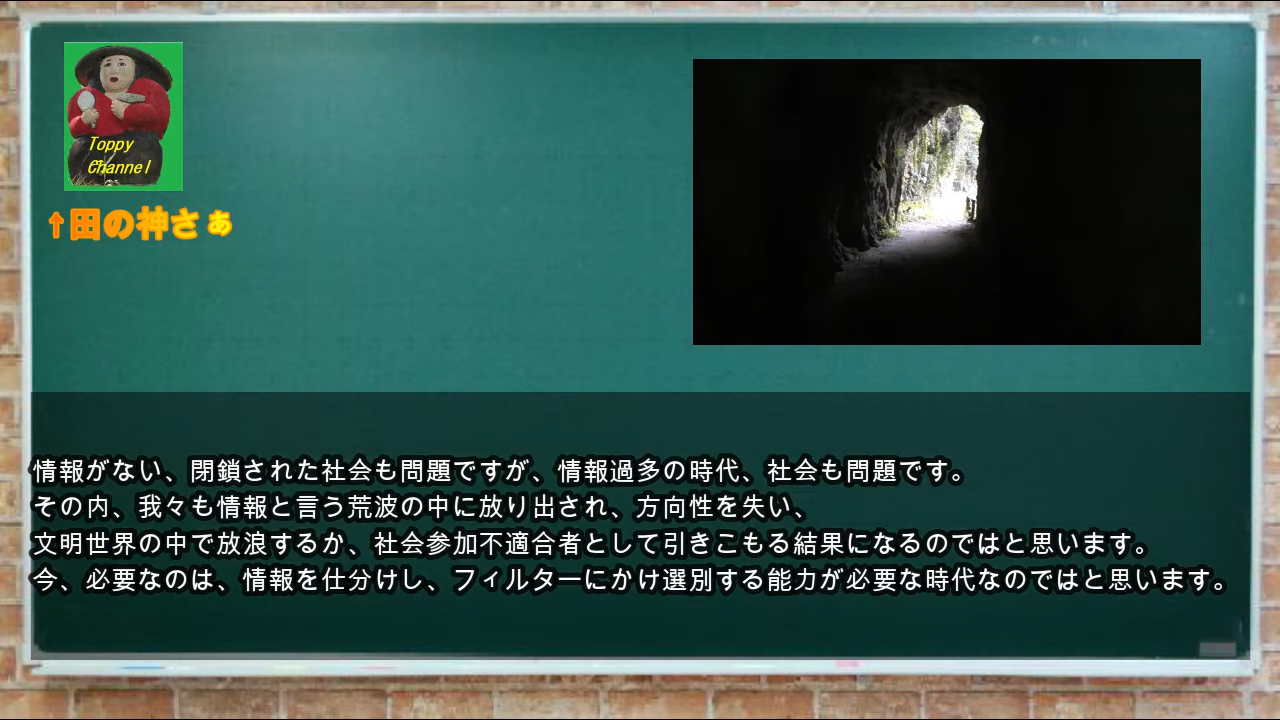 Toppy
Channel
↑田の神さぁ
情報がない、閉鎖された社会も問題ですが、情報過多の時代、社会も問題です。
その内、我々も情報と言う荒波の中に放り出され、方向性を失い、
文明世界の中で放浪するか、社会参加不適合者として引きこもる結果になるのではと思います。
今、必要なのは、情報を仕分けし、フィルターにかけ選別する能力が必要な時代なのではと思います。